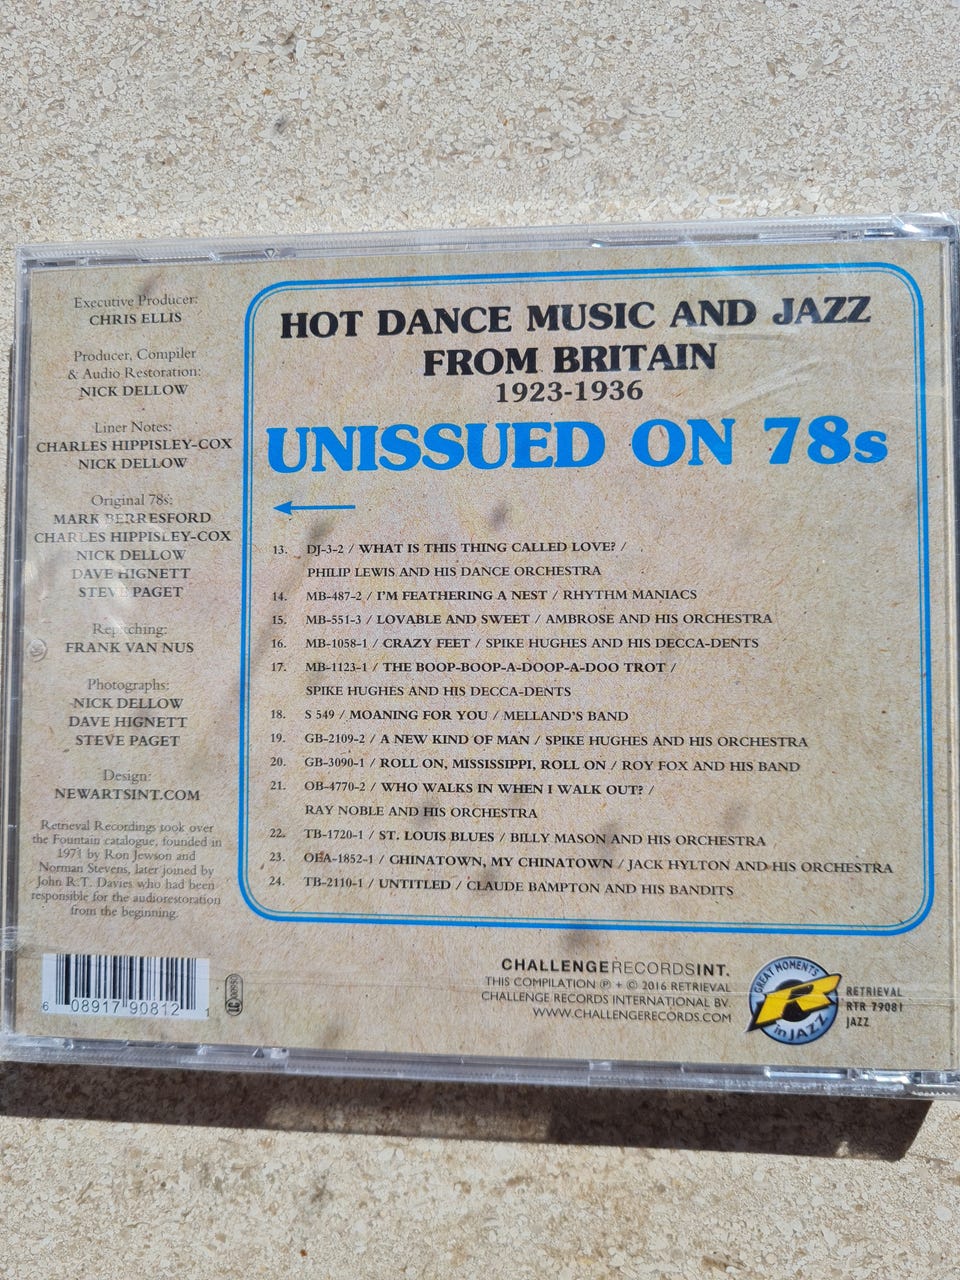 Executive Producer:
CHRIS ELLIS
Producer, Compiler
& Audio Restoration:
NICK DELLOW
Liner Notes:
CHARLES HIPPISLEY-COX
NICK DELLOW
Original 78s:
MARK BERRESFORD
CHARLES HIPPISLEY-COX
NICK DELLOW
DAVE HIGNETT
STEVE PAGET
Repitching:
FRANK VAN NUS
Photographs:
NICK DELLOW
DAVE HIGNETT
STEVE PAGET
Design:
NEWARTSINT.COM
Retrieval Recordings took over
the Fountain catalogue, founded in
1971 by Ron Jewson and
Norman Stevens, later joined by
John R.T. Davies who had been
responsible for the audiorestoration
from the beginning.
6 08917 90812 1
HOT DANCE MUSIC AND JAZZ
FROM BRITAIN
1923-1936
UNISSUED ON 78s
13. DJ-3-2 / WHAT IS THIS THING CALLED LOVE? /
PHILIP LEWIS AND HIS DANCE ORCHESTRA
14. MB-487-2 / I'M FEATHERING A NEST / RHYTHM MANIACS
15. MB-551-3 / LOVABLE AND SWEET / AMBROSE AND HIS ORCHESTRA
16. MB-1058-1 / CRAZY FEET / SPIKE HUGHES AND HIS DECCA-DENTS
17. MB-1123-1 / THE BOOP-BOOP-A-DOOP-A-DOO TROT /
SPIKE HUGHES AND HIS DECCA-DENTS
18. S 549 / MOANING FOR YOU / MELLAND'S BAND
19. GB-2109-2 / A NEW KIND OF MAN / SPIKE HUGHES AND HIS ORCHESTRA
20. GB-3090-1 / ROLL ON, MISSISSIPPI, ROLL ON / ROY FOX AND HIS BAND
21. OB-4770-2 / WHO WALKS IN WHEN I WALK OUT? /
RAY NOBLE AND HIS ORCHESTRA
22. TB-1720-1 / ST. LOUIS BLUES / BILLY MASON AND HIS ORCHESTRA
23. OEA-1852-1 / CHINATOWN, MY CHINATOWN / JACK HYLTON AND HIS ORCHESTRA
24. TB-2110-1 / UNTITLED / CLAUDE BAMPTON AND HIS BANDITS
CHALLENGERECORDSINT.
THIS COMPILATION ℗ + © 2016 RETRIEVAL
CHALLENGE RECORDS INTERNATIONAL BV.
WWW.CHALLENGERECORDS.COM
GREAT MOMENTS
R
in JAZZ
RETRIEVAL
RTR 79081
JAZZ